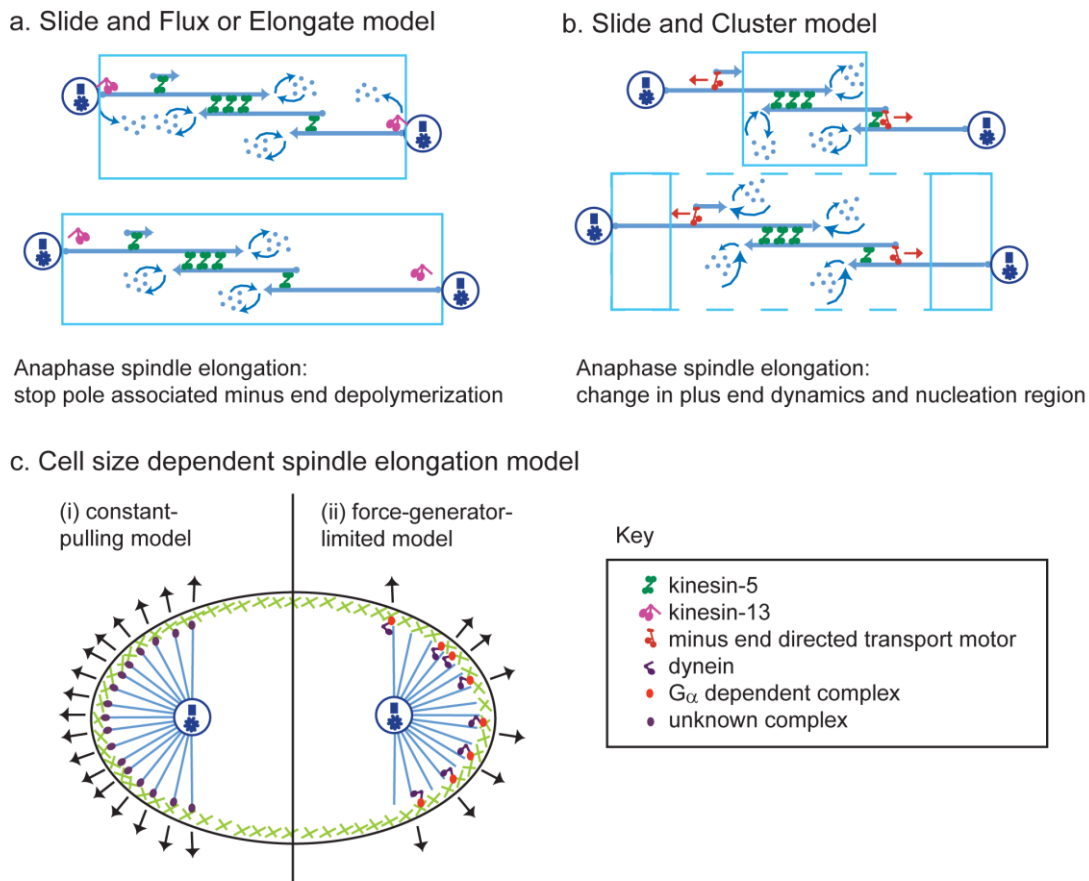 a. Slide and Flux or Elongate model
b. Slide and Cluster model
Anaphase spindle elongation:
stop pole associated minus end depolymerization
Anaphase spindle elongation:
change in plus end dynamics and nucleation region
c. Cell size dependent spindle elongation model
(i) constant-
pulling model
(ii) force-generator-
limited model
Key
kinesin-5
kinesin-13
minus end directed transport motor
dynein
Gα dependent complex
unknown complex